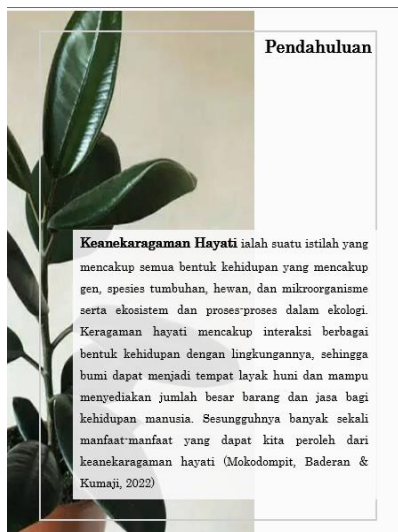 Pendahuluan
Keanekaragaman Hayati ialah suatu istilah yang
mencakup semua bentuk kehidupan yang mencakup
gen, spesies tumbuhan, hewan, dan mikroorganisme
serta ekosistem dan proses-proses dalam ekologi.
Keragaman hayati mencakup interaksi berbagai
bentuk kehidupan dengan lingkungannya, sehingga
bumi dapat menjadi tempat layak huni dan mampu
menyediakan jumlah besar barang dan jasa bagi
kehidupan manusia. Sesungguhnya banyak sekali
manfaat-manfaat yang dapat kita peroleh dari
keanekaragaman hayati (Mokodompit, Baderan &
Kumaji, 2022)